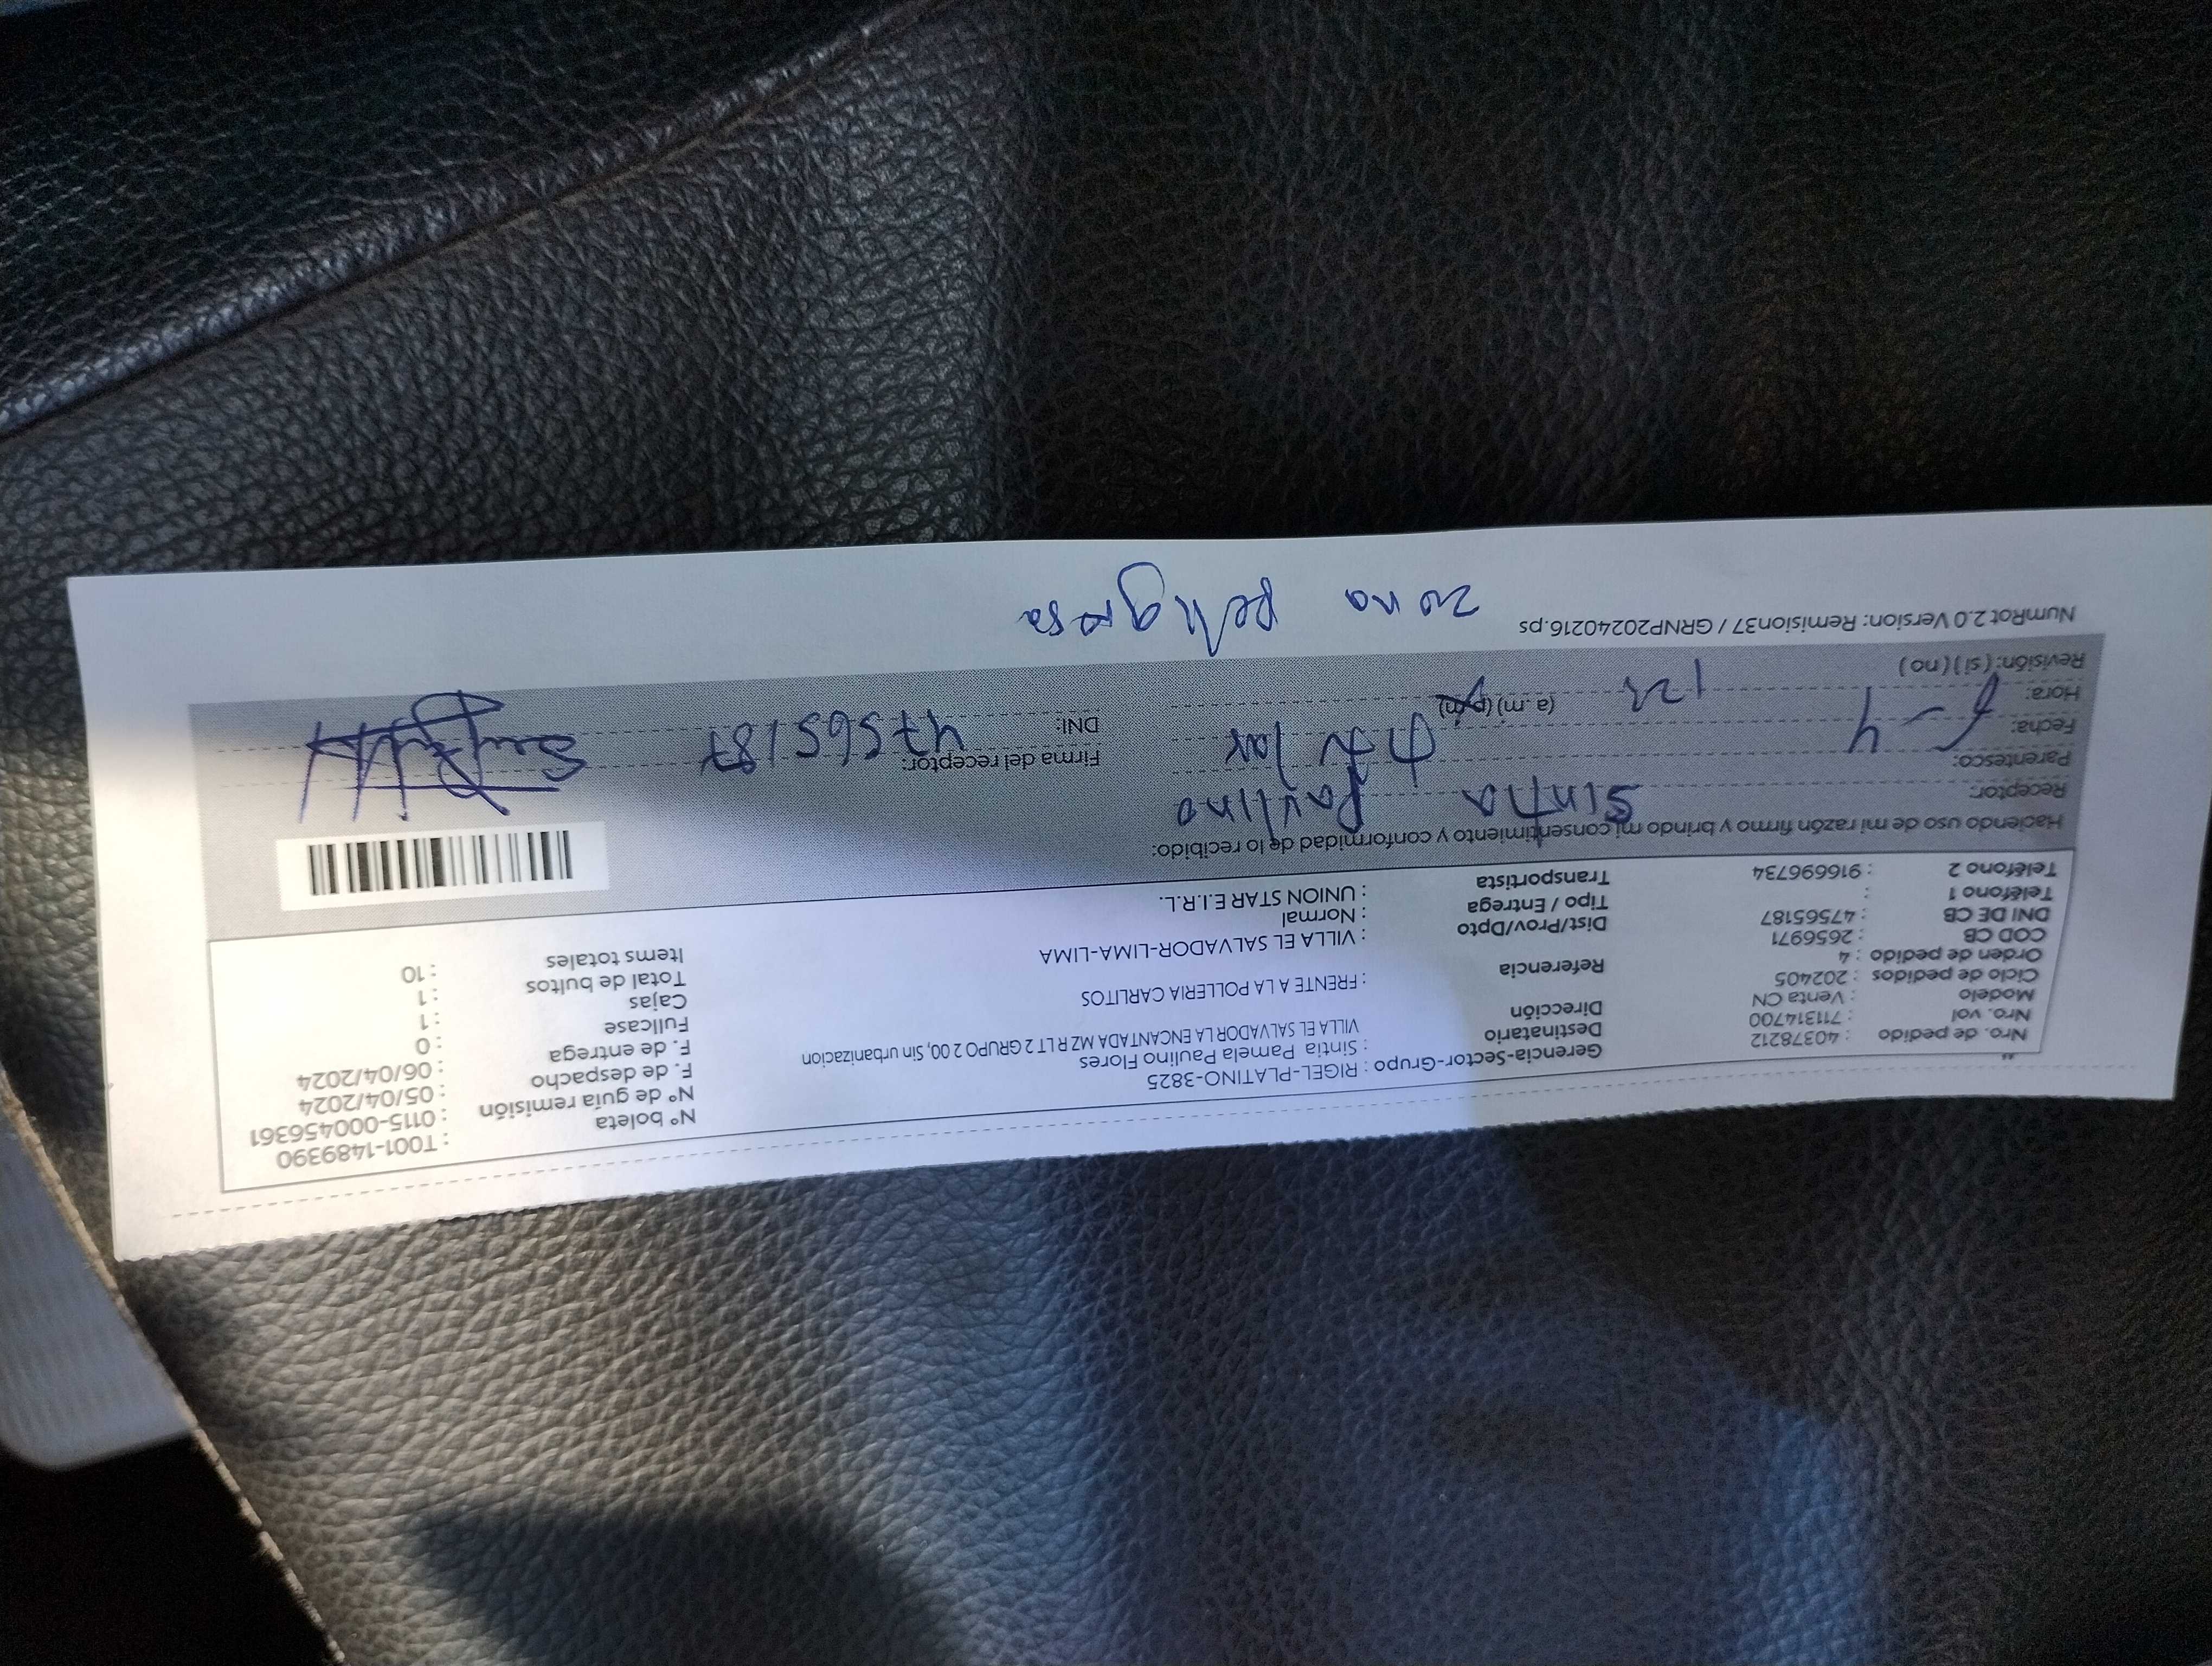 **
Nro. de pedido : 40378212
Nro. vol : 711314700
Modelo : Venta CN
Ciclo de pedidos : 202405
Orden de pedido : 4
COD CB : 2656971
DNI DE CB : 47565187
Teléfono 1 :
Teléfono 2 : 916696734
Gerencia-Sector-Grupo : RIGEL-PLATINO-3825
Destinatario : Sintia Pamela Paulino Flores
Dirección : VILLA EL SALVADOR LA ENCANTADA MZ R LT 2 GRUPO 2 00, Sin urbanizacion
Referencia : FRENTE A LA POLLERIA CARLITOS
Dist/Prov/Dpto : VILLA EL SALVADOR-LIMA-LIMA
Tipo / Entrega : Normal
Transportista : UNION STAR E.I.R.L.
N° boleta : T001-1489390
N° de guía remisión : 0115-000456361
F. de despacho : 05/04/2024
F. de entrega : 06/04/2024
Fullcase : 0
Cajas : 1
Total de bultos : 1
Items totales : 10
Haciendo uso de mi razón firmo y brindo mi consentimiento y conformidad de lo recibido:
Receptor: Sintia Paulino
Parentesco:
Fecha: 6-4
Hora: 12 (a.m) (p.m)
Revisión: (si) (no)
Firma del receptor:
DNI: 47565187
NumRot 2.0 Version: Remision37 / GRNP20240216.ps
zona peligrosa